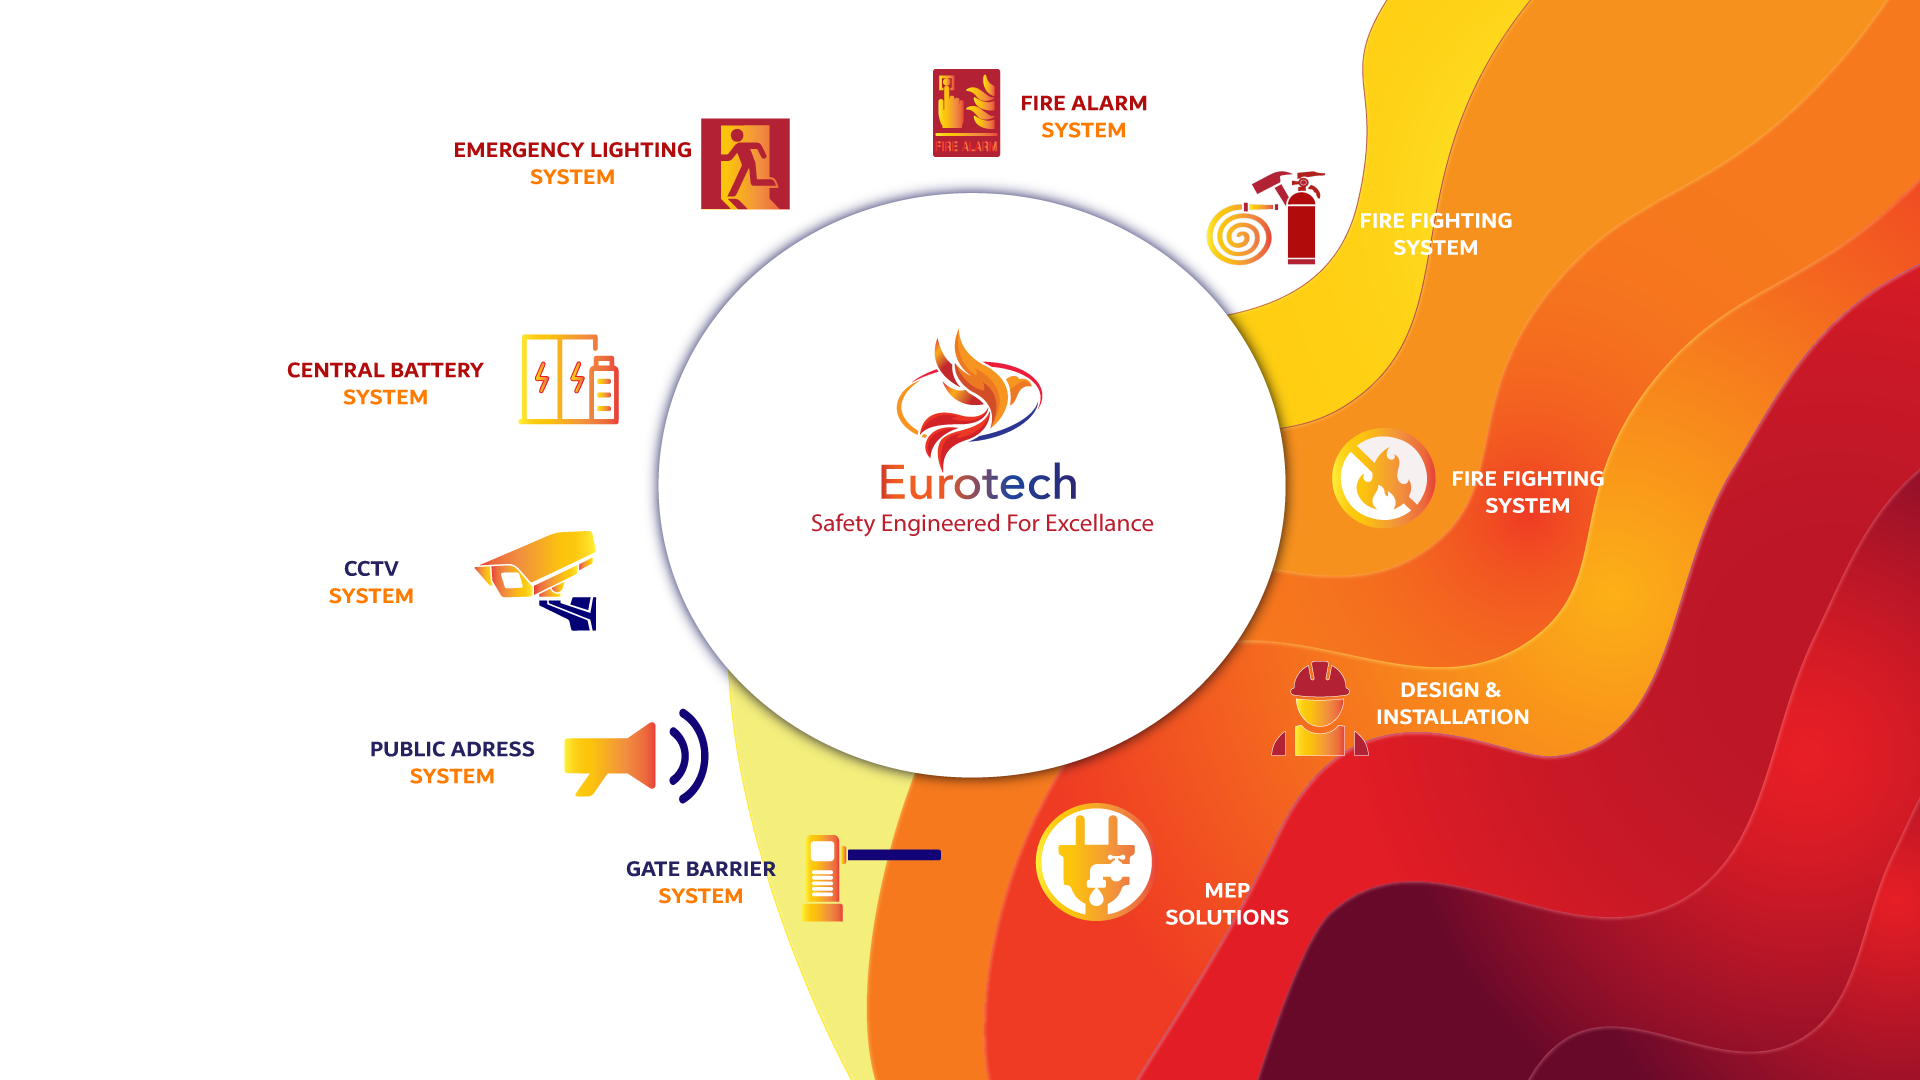 FIRE ALARM
FIRE ALARM
SYSTEM
EMERGENCY LIGHTING
SYSTEM
FIRE FIGHTING
SYSTEM
CENTRAL BATTERY
SYSTEM
Eurotech
Safety Engineered For Excellance
FIRE FIGHTING
SYSTEM
CCTV
SYSTEM
DESIGN &
INSTALLATION
PUBLIC ADRESS
SYSTEM
GATE BARRIER
SYSTEM
MEP
SOLUTIONS